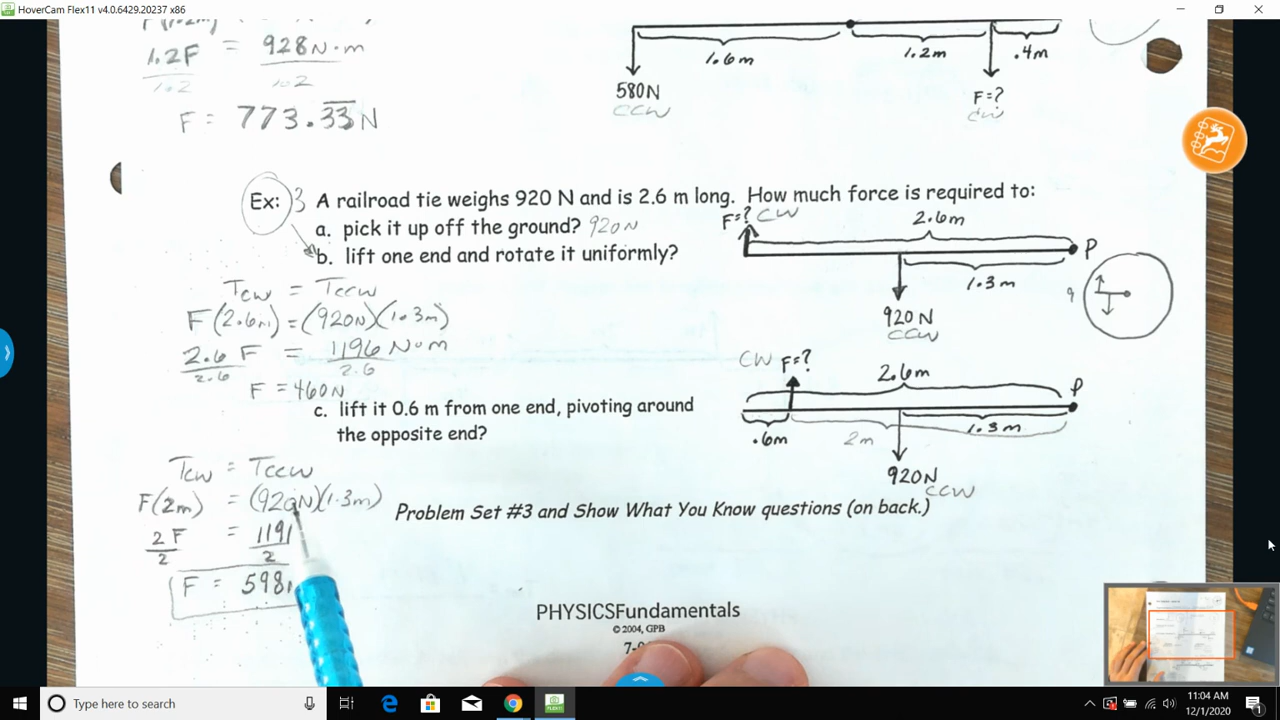 HoverCam Flex11 v4.0.6429.20237 x86
1.2F = 928N·m
1.2 1.2
F = 773.33N
1.6m 1.2m .4m
580N
CCW
F=?
CW
Ex: 3 A railroad tie weighs 920 N and is 2.6 m long. How much force is required to:
a. pick it up off the ground? 920N
b. lift one end and rotate it uniformly?
F=? CW 2.6m
P
1.3m
920N
CCW
Tcw = Tccw
F(2.6m) = (920N)(1.3m)
2.6 F = 1196 N·m
2.6 2.6
F = 460N
c. lift it 0.6 m from one end, pivoting around
the opposite end?
CW F=?
2.6m
P
.6m 2m 1.3m
920N
CCW
Tcw = Tccw
F(2m) = (920N)(1.3m)
2F = 119
2 2
F = 598
Problem Set #3 and Show What You Know questions (on back.)
PHYSICSFundamentals
© 2004, GPB
FLEX11
Type here to search
11:04 AM
12/1/2020